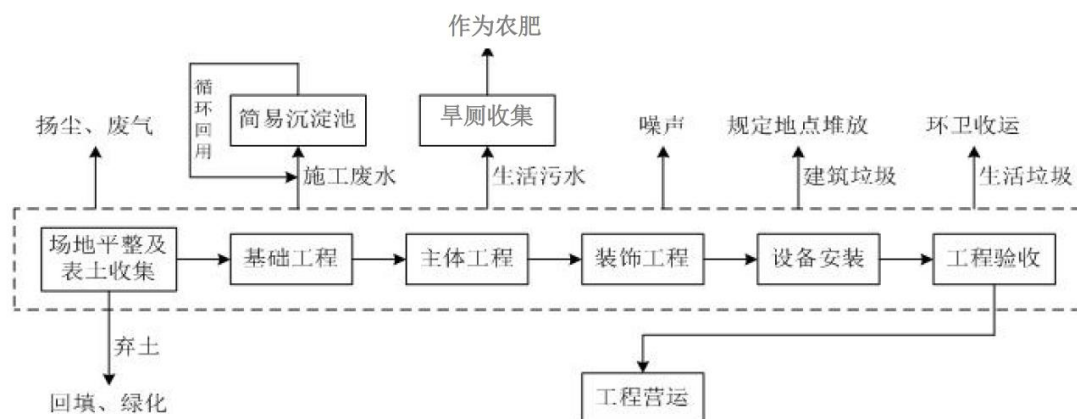 作为农肥
循环回用
简易沉淀池
旱厕收集
扬尘、废气
噪声
规定地点堆放
环卫收运
施工废水
生活污水
建筑垃圾
生活垃圾
场地平整及
表土收集
基础工程
主体工程
装饰工程
设备安装
工程验收
弃土
回填、绿化
工程营运